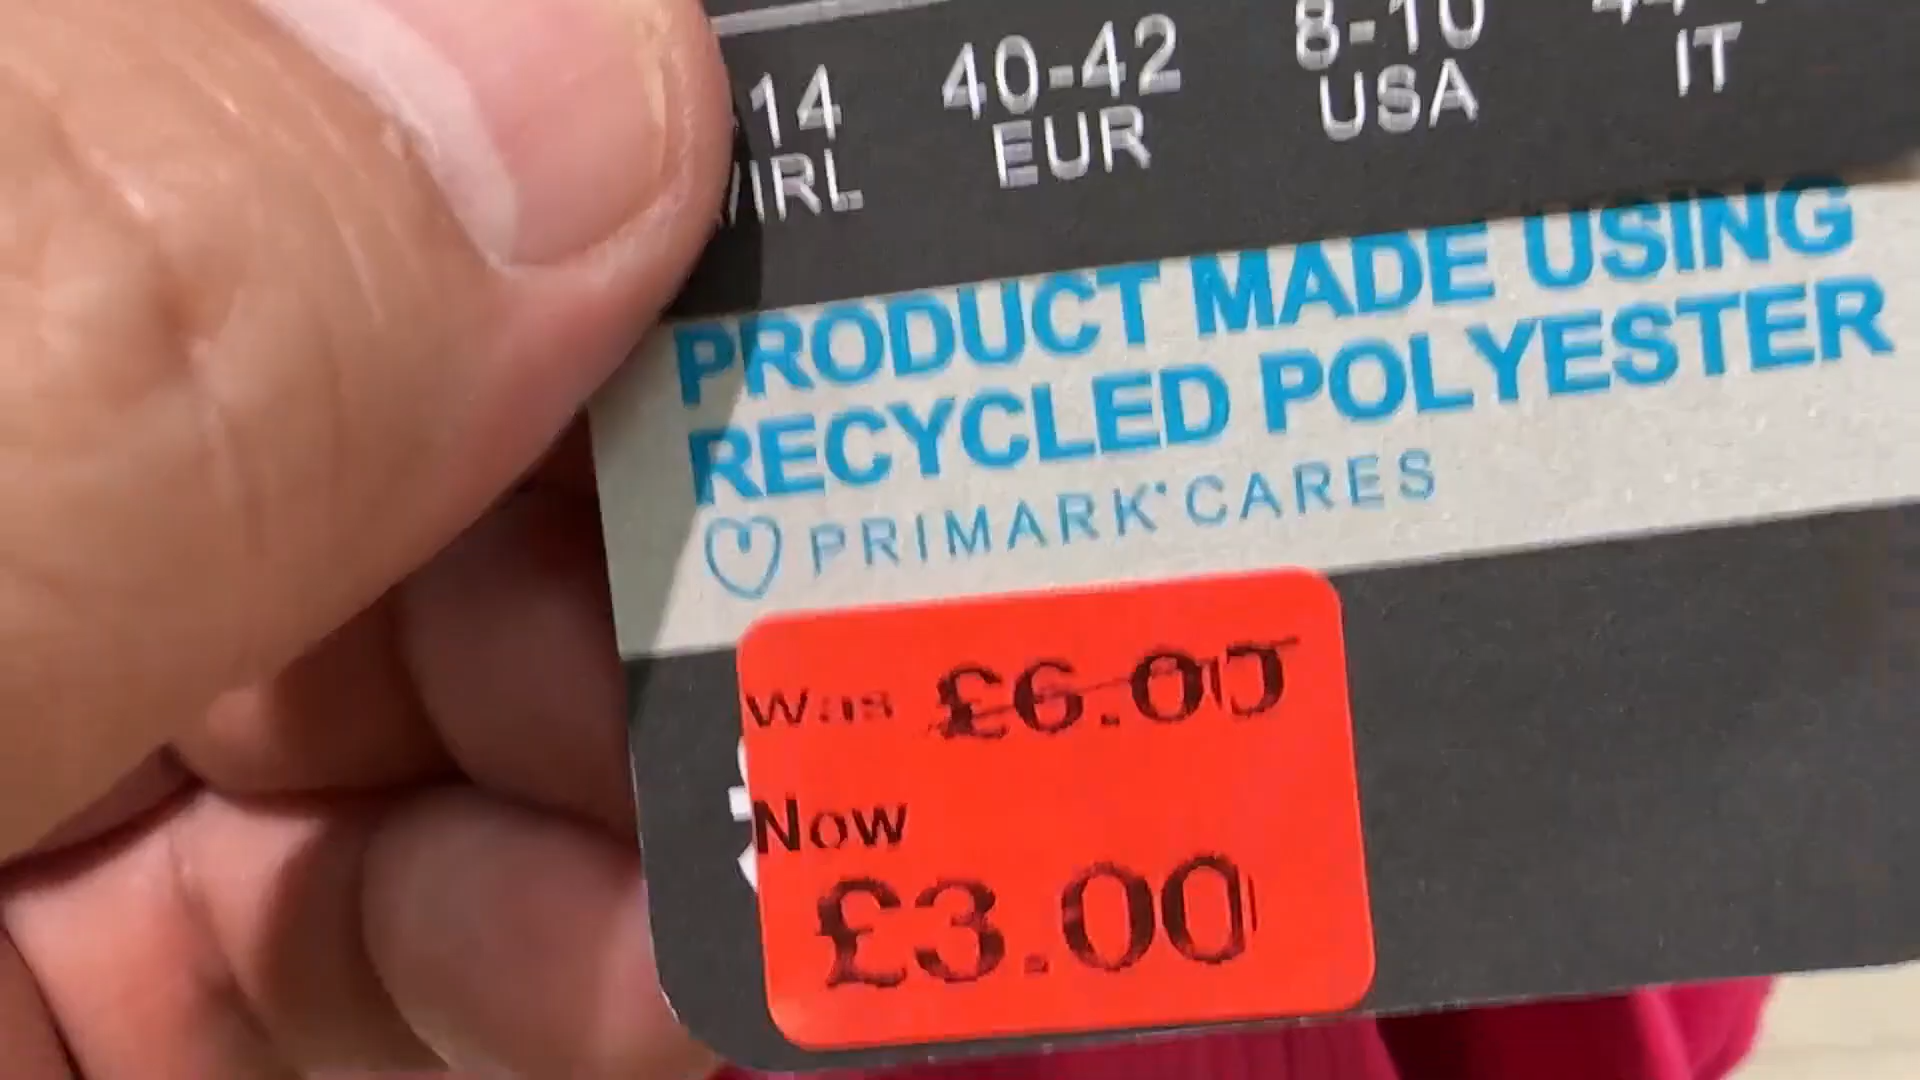 14 40-42 8-10
/IRL EUR USA IT
PRODUCT MADE USING
RECYCLED POLYESTER
PRIMARK CARES
Was £6.00
Now
£3.00